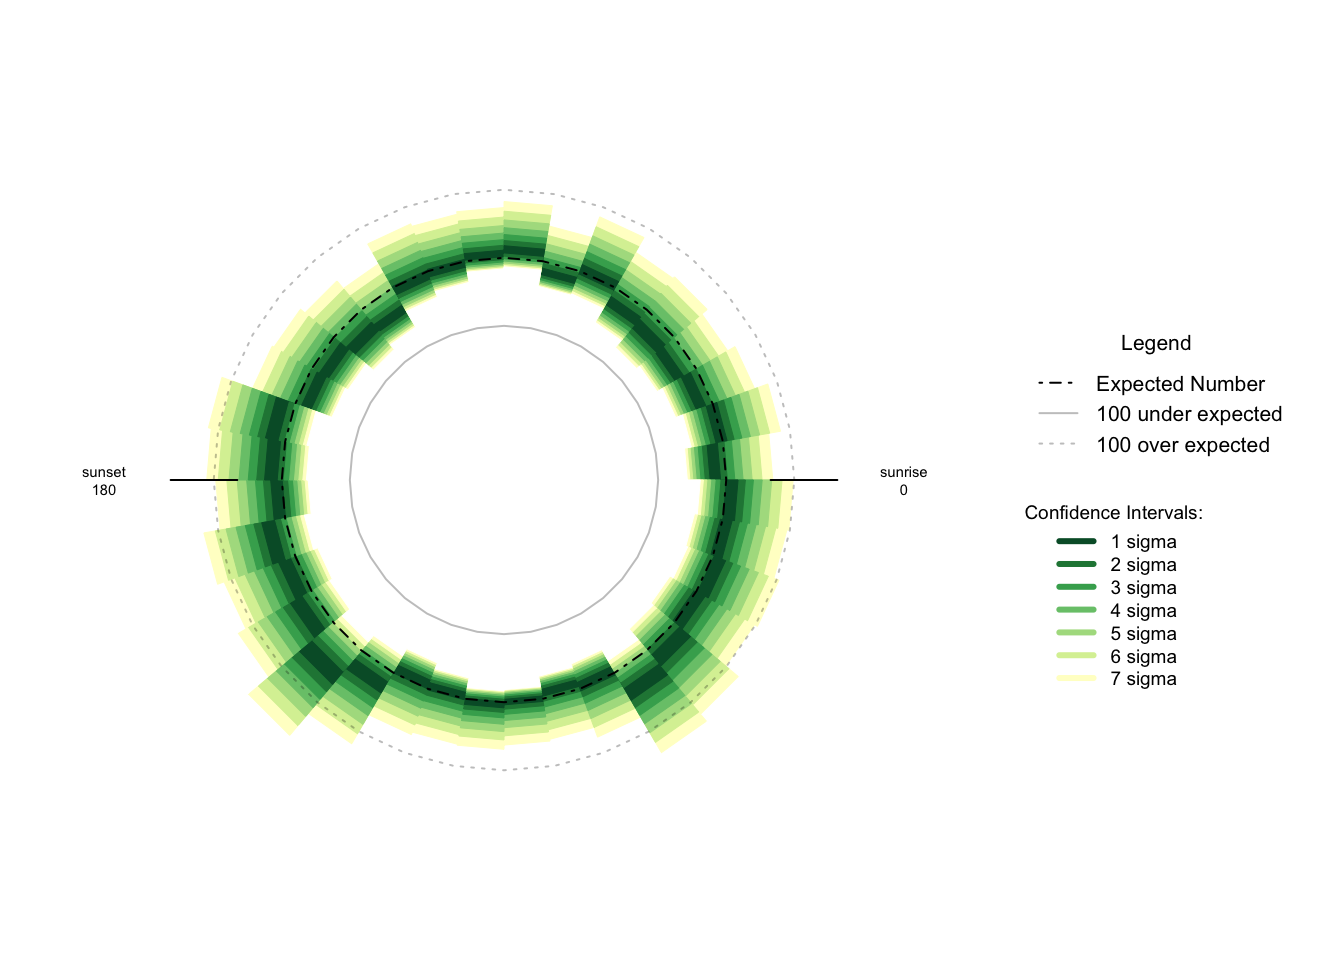 sunset
180
sunrise
0
Legend
Expected Number
100 under expected
100 over expected
Confidence Intervals:
1 sigma
2 sigma
3 sigma
4 sigma
5 sigma
6 sigma
7 sigma